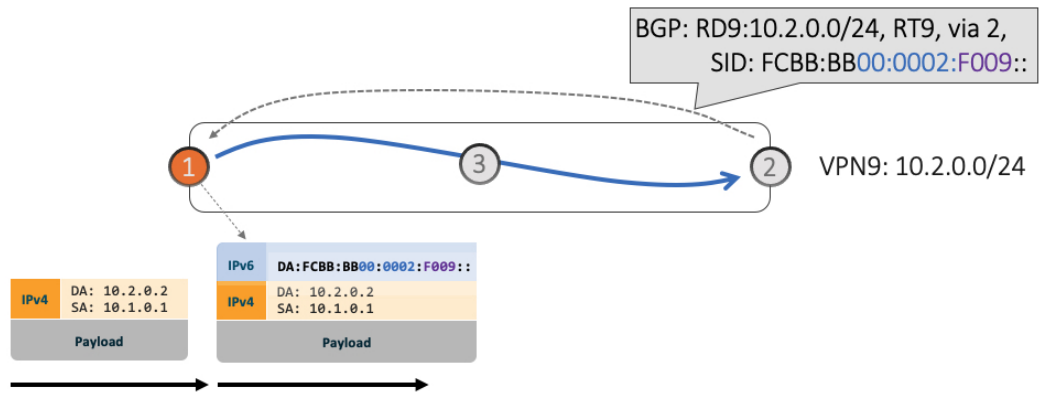 BGP: RD9:10.2.0.0/24, RT9, via 2,
SID: FCBB:BB00:0002:F009::
1
3
2
VPN9: 10.2.0.0/24
IPv4
DA: 10.2.0.2
SA: 10.1.0.1
Payload
IPv6
DA:FCBB:BB00:0002:F009::
IPv4
DA: 10.2.0.2
SA: 10.1.0.1
Payload